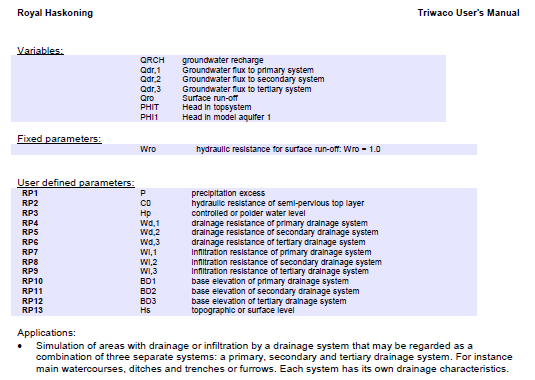 Royal Haskoning Triwaco User's Manual
Variables:
QRCH groundwater recharge
Qdr,1 Groundwater flux to primary system
Qdr,2 Groundwater flux to secondary system
Qdr,3 Groundwater flux to tertiary system
Qro Surface run-off
PHIT Head in topsystem
PHI1 Head in model aquifer 1
Fixed parameters:
Wro hydraulic resistance for surface run-off: Wro = 1.0
User defined parameters:
RP1 P precipitation excess
RP2 C0 hydraulic resistance of semi-pervious top layer
RP3 Hp controlled or polder water level
RP4 Wd,1 drainage resistance of primary drainage system
RP5 Wd,2 drainage resistance of secondary drainage system
RP6 Wd,3 drainage resistance of tertiary drainage system
RP7 Wi,1 infiltration resistance of primary drainage system
RP8 Wi,2 infiltration resistance of secondary drainage system
RP9 Wi,3 infiltration resistance of tertiary drainage system
RP10 BD1 base elevation of primary drainage system
RP11 BD2 base elevation of secondary drainage system
RP12 BD3 base elevation of tertiary drainage system
RP13 Hs topographic or surface level
Applications:
• Simulation of areas with drainage or infiltration by a drainage system that may be regarded as a
combination of three separate systems: a primary, secondary and tertiary drainage system. For instance
main watercourses, ditches and trenches or furrows. Each system has its own drainage characteristics.